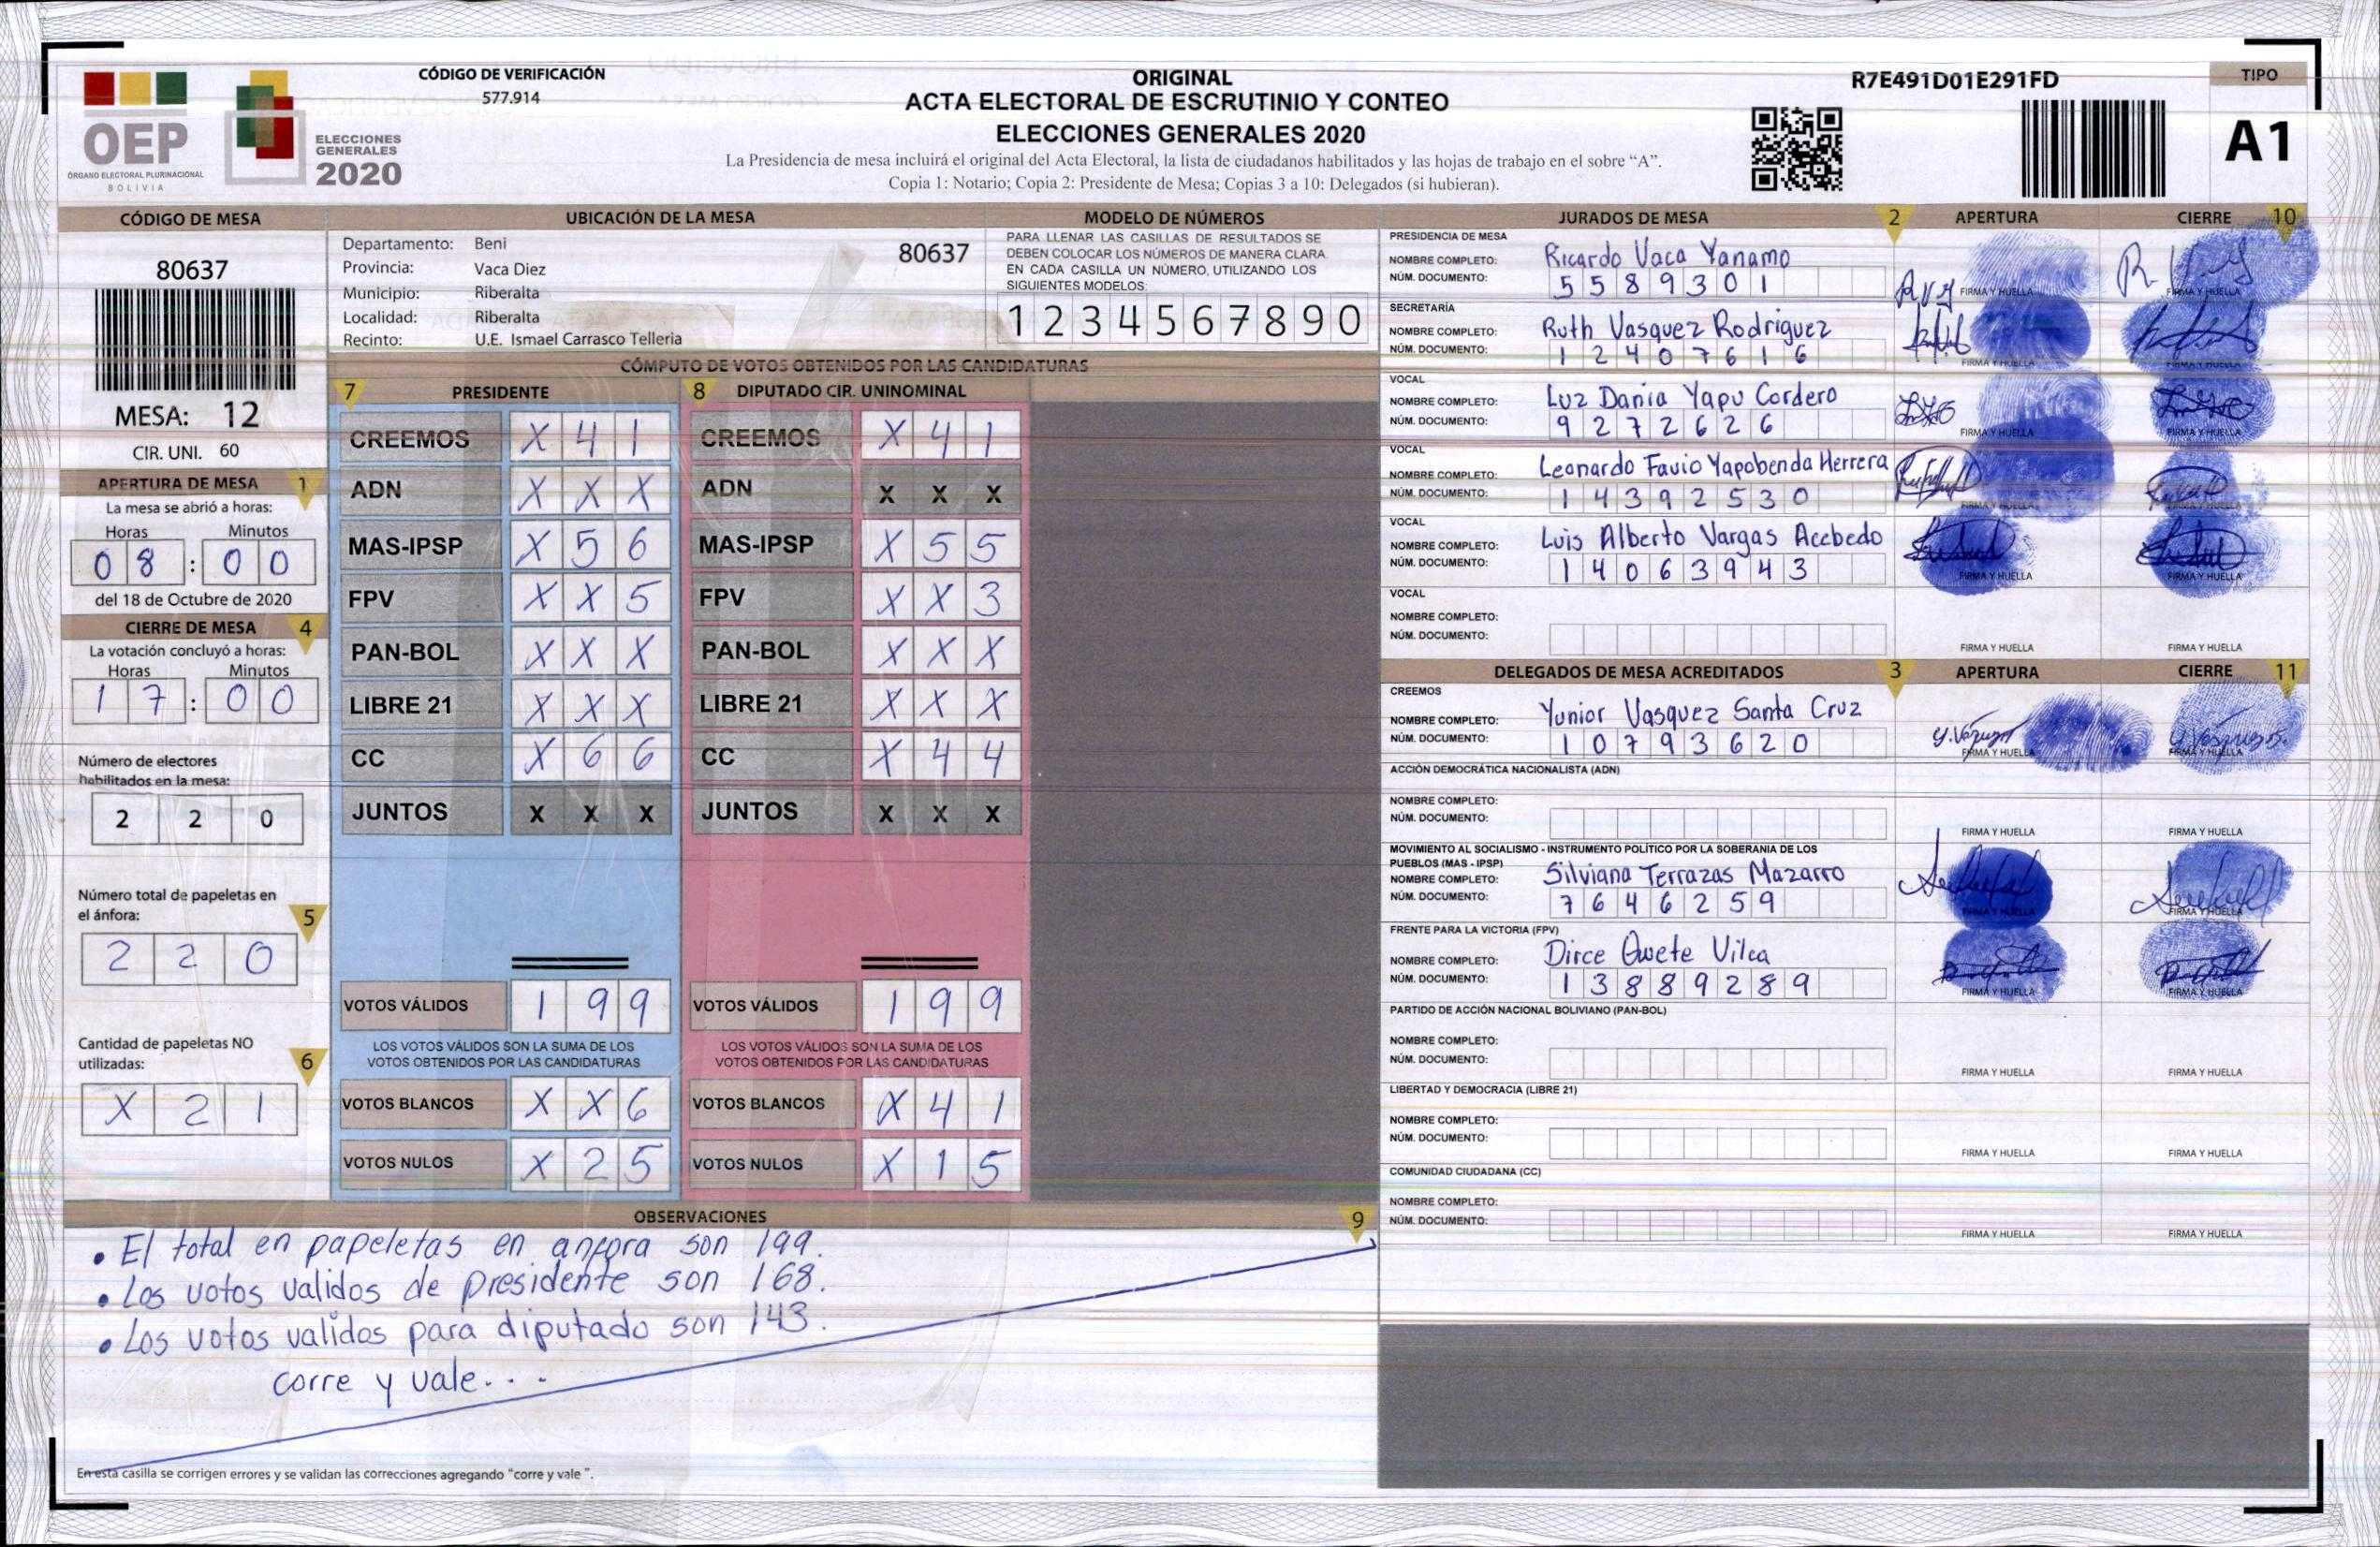 CÓDIGO DE VERIFICACIÓN
577.914
OEP
ÓRGANO ELECTORAL PLURINACIONAL
BOLIVIA
ELECCIONES
GENERALES
2020
ORIGINAL
ACTA ELECTORAL DE ESCRUTINIO Y CONTEO
ELECCIONES GENERALES 2020
La Presidencia de mesa incluirá el original del Acta Electoral, la lista de ciudadanos habilitados y las hojas de trabajo en el sobre “A”.
Copia 1: Notario; Copia 2: Presidente de Mesa; Copias 3 a 10: Delegados (si hubieran).
R7E491D01E291FD
TIPO
A1
CÓDIGO DE MESA
80637
MESA: 12
CIR. UNI. 60
APERTURA DE MESA 1
La mesa se abrió a horas:
Horas Minutos
0 8 : 0 0
del 18 de Octubre de 2020
CIERRE DE MESA 4
La votación concluyó a horas:
Horas Minutos
1 7 : 0 0
Número de electores
habilitados en la mesa:
2 2 0
Número total de papeletas en
el ánfora: 5
2 2 0
Cantidad de papeletas NO
utilizadas: 6
X 2 1
UBICACIÓN DE LA MESA
Departamento: Beni
Provincia: Vaca Diez
Municipio: Riberalta
Localidad: Riberalta
Recinto: U.E. Ismael Carrasco Telleria
80637
MODELO DE NÚMEROS
PARA LLENAR LAS CASILLAS DE RESULTADOS SE
DEBEN COLOCAR LOS NÚMEROS DE MANERA CLARA
EN CADA CASILLA UN NÚMERO, UTILIZANDO LOS
SIGUIENTES MODELOS:
1 2 3 4 5 6 7 8 9 0
CÓMPUTO DE VOTOS OBTENIDOS POR LAS CANDIDATURAS
7 PRESIDENTE
CREEMOS X 4 1
ADN X X X
MAS-IPSP X 5 6
FPV X X 5
PAN-BOL X X X
LIBRE 21 X X X
CC X 6 6
JUNTOS X X X
VOTOS VÁLIDOS 1 9 9
LOS VOTOS VÁLIDOS SON LA SUMA DE LOS
VOTOS OBTENIDOS POR LAS CANDIDATURAS
VOTOS BLANCOS X X 6
VOTOS NULOS X 2 5
8 DIPUTADO CIR. UNINOMINAL
CREEMOS X 4 1
ADN X X X
MAS-IPSP X 5 5
FPV X X 3
PAN-BOL X X X
LIBRE 21 X X X
CC X 4 4
JUNTOS X X X
VOTOS VÁLIDOS 1 9 9
LOS VOTOS VÁLIDOS SON LA SUMA DE LOS
VOTOS OBTENIDOS POR LAS CANDIDATURAS
VOTOS BLANCOS X 4 1
VOTOS NULOS X 1 5
OBSERVACIONES 9
• El total en papeletas en anfora son 199.
• Los votos validos de presidente son 168.
• Los votos validos para diputado son 143.
corre y vale...
En esta casilla se corrigen errores y se validan las correcciones agregando “corre y vale ”.
JURADOS DE MESA 2 APERTURA CIERRE 10
PRESIDENCIA DE MESA
NOMBRE COMPLETO: Ricardo Vaca Yanamo
NÚM. DOCUMENTO: 5 5 8 9 3 0 1
FIRMA Y HUELLA FIRMA Y HUELLA
SECRETARÍA
NOMBRE COMPLETO: Ruth Vasquez Rodriguez
NÚM. DOCUMENTO: 1 2 4 0 7 6 1 6
FIRMA Y HUELLA FIRMA Y HUELLA
VOCAL
NOMBRE COMPLETO: Luz Dania Yapu Cordero
NÚM. DOCUMENTO: 9 2 7 2 6 2 6
FIRMA Y HUELLA FIRMA Y HUELLA
VOCAL
NOMBRE COMPLETO: Leonardo Favio Yapobenda Herrera
NÚM. DOCUMENTO: 1 4 3 9 2 5 3 0
FIRMA Y HUELLA FIRMA Y HUELLA
VOCAL
NOMBRE COMPLETO: Luis Alberto Vargas Acebedo
NÚM. DOCUMENTO: 1 4 0 6 3 9 4 3
FIRMA Y HUELLA FIRMA Y HUELLA
VOCAL
NOMBRE COMPLETO:
NÚM. DOCUMENTO:
FIRMA Y HUELLA FIRMA Y HUELLA
DELEGADOS DE MESA ACREDITADOS 3 APERTURA CIERRE 11
CREEMOS
NOMBRE COMPLETO: Yunior Vasquez Santa Cruz
NÚM. DOCUMENTO: 1 0 7 9 3 6 2 0
FIRMA Y HUELLA FIRMA Y HUELLA
ACCIÓN DEMOCRÁTICA NACIONALISTA (ADN)
NOMBRE COMPLETO:
NÚM. DOCUMENTO:
FIRMA Y HUELLA FIRMA Y HUELLA
MOVIMIENTO AL SOCIALISMO - INSTRUMENTO POLÍTICO POR LA SOBERANIA DE LOS
PUEBLOS (MAS - IPSP)
NOMBRE COMPLETO: Silviana Terrazas Mazarro
NÚM. DOCUMENTO: 7 6 4 6 2 5 9
FIRMA Y HUELLA FIRMA Y HUELLA
FRENTE PARA LA VICTORIA (FPV)
NOMBRE COMPLETO: Dirce Vilca
NÚM. DOCUMENTO: 1 3 8 8 9 2 8 9
FIRMA Y HUELLA FIRMA Y HUELLA
PARTIDO DE ACCIÓN NACIONAL BOLIVIANO (PAN-BOL)
NOMBRE COMPLETO:
NÚM. DOCUMENTO:
FIRMA Y HUELLA FIRMA Y HUELLA
LIBERTAD Y DEMOCRACIA (LIBRE 21)
NOMBRE COMPLETO:
NÚM. DOCUMENTO:
FIRMA Y HUELLA FIRMA Y HUELLA
COMUNIDAD CIUDADANA (CC)
NOMBRE COMPLETO:
NÚM. DOCUMENTO:
FIRMA Y HUELLA FIRMA Y HUELLA